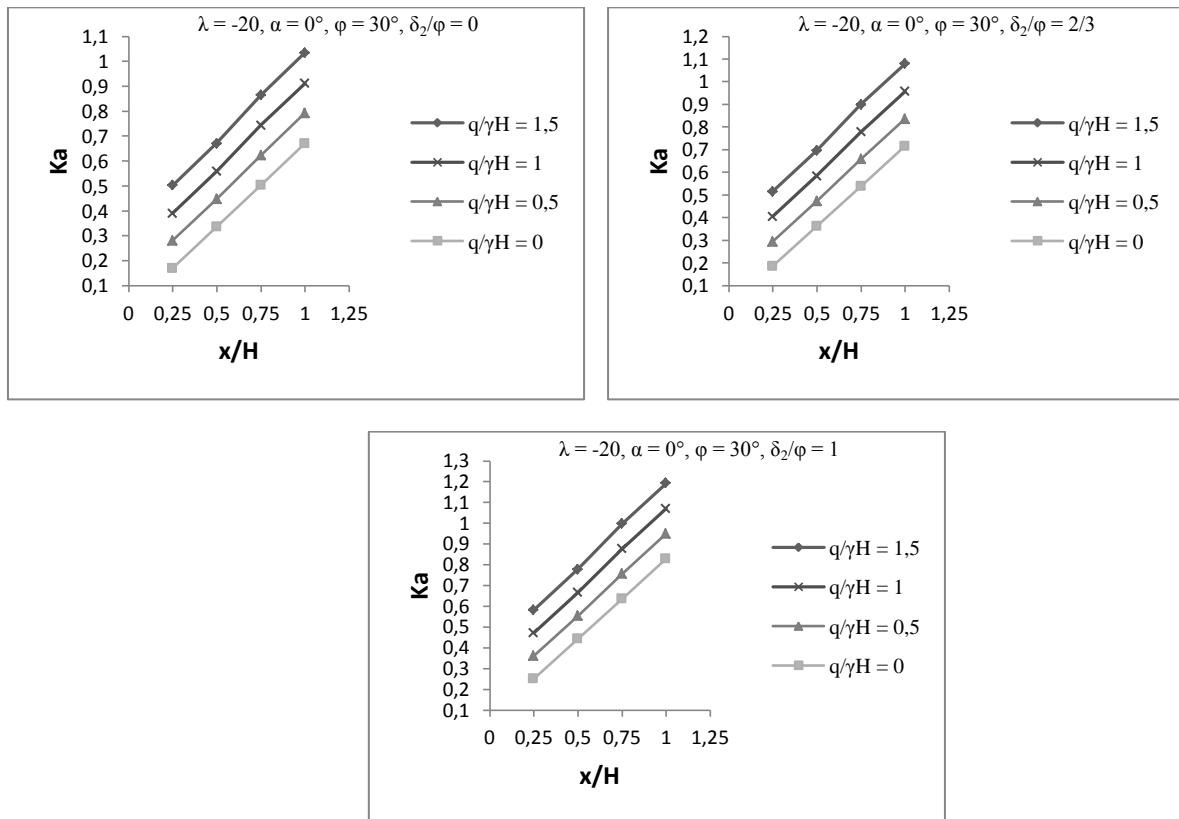 λ = -20, α = 0°, φ = 30°, δ₂/φ = 0
1,1
1
0,9
0,8
0,7
0,6
0,5
0,4
0,3
0,2
0,1
Ka
0 0,25 0,5 0,75 1 1,25
x/H
q/γH = 1,5
q/γH = 1
q/γH = 0,5
q/γH = 0
λ = -20, α = 0°, φ = 30°, δ₂/φ = 2/3
1,2
1,1
1
0,9
0,8
0,7
0,6
0,5
0,4
0,3
0,2
0,1
Ka
0 0,25 0,5 0,75 1 1,25
x/H
q/γH = 1,5
q/γH = 1
q/γH = 0,5
q/γH = 0
λ = -20, α = 0°, φ = 30°, δ₂/φ = 1
1,3
1,2
1,1
1
0,9
0,8
0,7
0,6
0,5
0,4
0,3
0,2
0,1
Ka
0 0,25 0,5 0,75 1 1,25
x/H
q/γH = 1,5
q/γH = 1
q/γH = 0,5
q/γH = 0